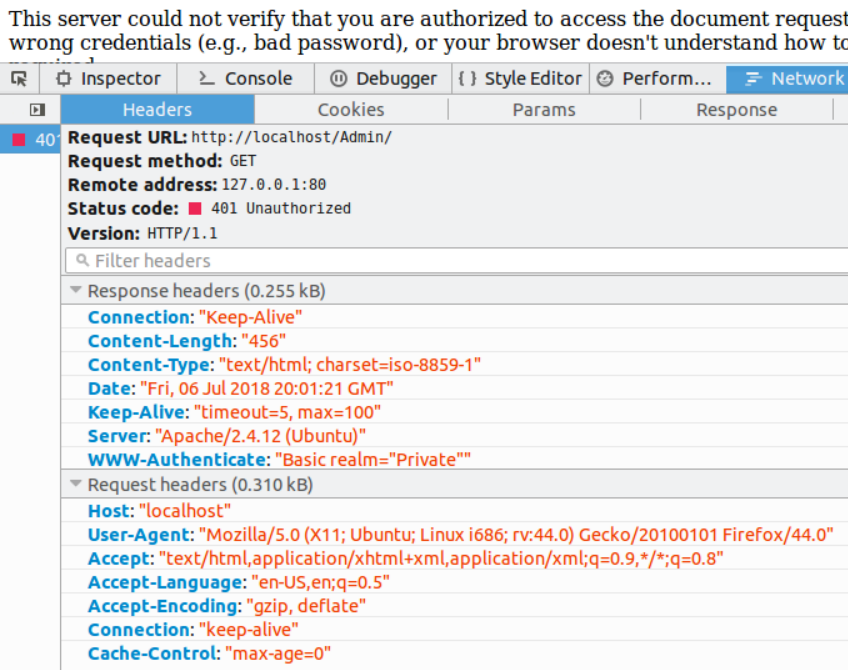 This server could not verify that you are authorized to access the document request
wrong credentials (e.g., bad password), or your browser doesn't understand how to
Inspector Console Debugger { } Style Editor Perform... Network
Headers Cookies Params Response
401 Request URL: http://localhost/Admin/
Request method: GET
Remote address: 127.0.0.1:80
Status code: 401 Unauthorized
Version: HTTP/1.1
Filter headers
Response headers (0.255 kB)
Connection: "Keep-Alive"
Content-Length: "456"
Content-Type: "text/html; charset=iso-8859-1"
Date: "Fri, 06 Jul 2018 20:01:21 GMT"
Keep-Alive: "timeout=5, max=100"
Server: "Apache/2.4.12 (Ubuntu)"
WWW-Authenticate: "Basic realm="Private""
Request headers (0.310 kB)
Host: "localhost"
User-Agent: "Mozilla/5.0 (X11; Ubuntu; Linux i686; rv:44.0) Gecko/20100101 Firefox/44.0"
Accept: "text/html,application/xhtml+xml,application/xml;q=0.9,*/*;q=0.8"
Accept-Language: "en-US,en;q=0.5"
Accept-Encoding: "gzip, deflate"
Connection: "keep-alive"
Cache-Control: "max-age=0"